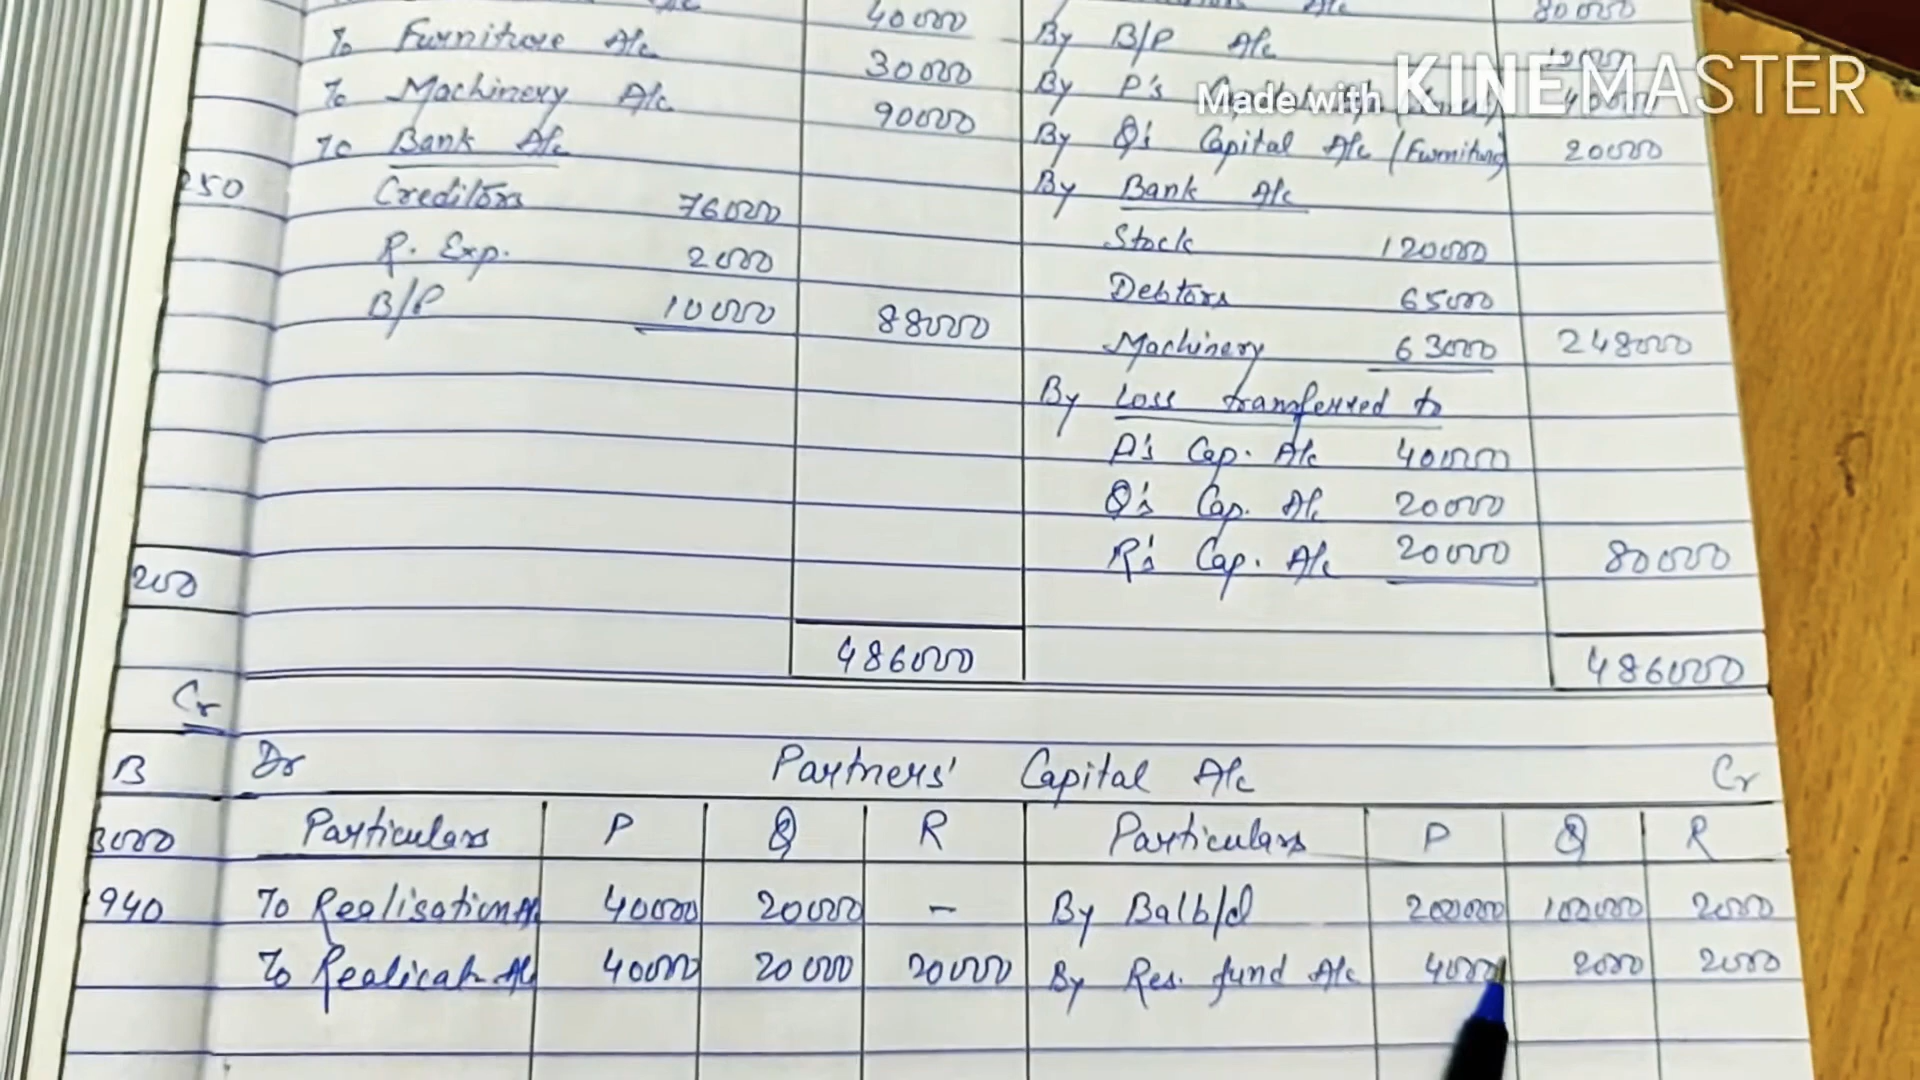 40000
80000
To Furniture A/c 30000 By B/P A/c
To Machinery A/c 90000 By P's
Made with KINEMASTER
To Bank A/c By Q's Capital A/c (Furniture) 20000
250 Creditors 76000 By Bank A/c
R. Exp. 2000 Stock 120000
B/P 10000 88000 Debtors 65000
Machinery 63000 248000
By Loss transferred to
P's Cap. A/c 40000
Q's Cap. A/c 20000
200 R's Cap. A/c 20000 80000
486000 486000
Cr
B Dr Partners' Capital A/c Cr
3000 Particulars P Q R Particulars P Q R
940 To Realisation A/c 40000 20000 - By Bal b/d 200000 100000 2000
To Realisatn A/c 40000 20000 20000 By Res. fund A/c 4000 2000 2000